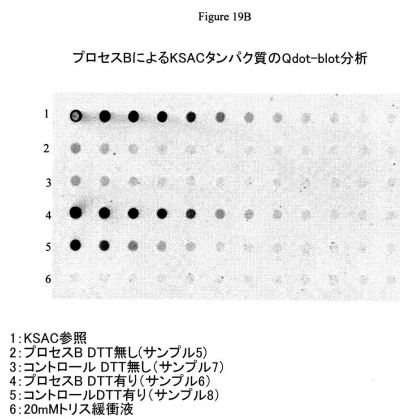 Figure 19B
プロセスBによるKSACタンパク質のQdot-blot分析
1
2
3
4
5
6
1:KSAC参照
2:プロセスB DTT無し(サンプル5)
3:コントロール DTT無し(サンプル7)
4:プロセスB DTT有り(サンプル6)
5:コントロールDTT有り(サンプル8)
6:20mMトリス緩衝液